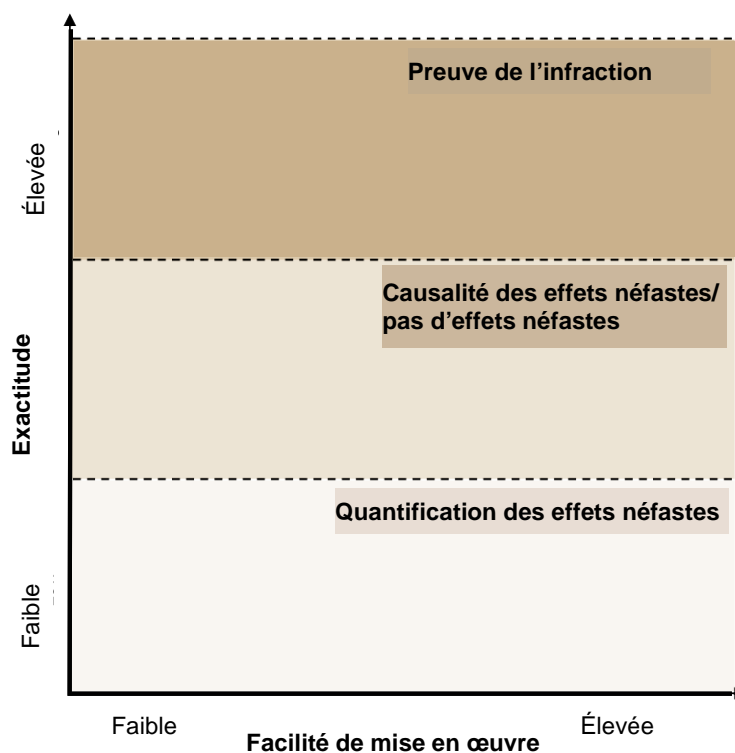 Preuve de l’infraction
Élevée
Causalité des effets néfastes/
pas d’effets néfastes
Exactitude
Quantification des effets néfastes
Faible
Faible
Élevée
Facilité de mise en œuvre